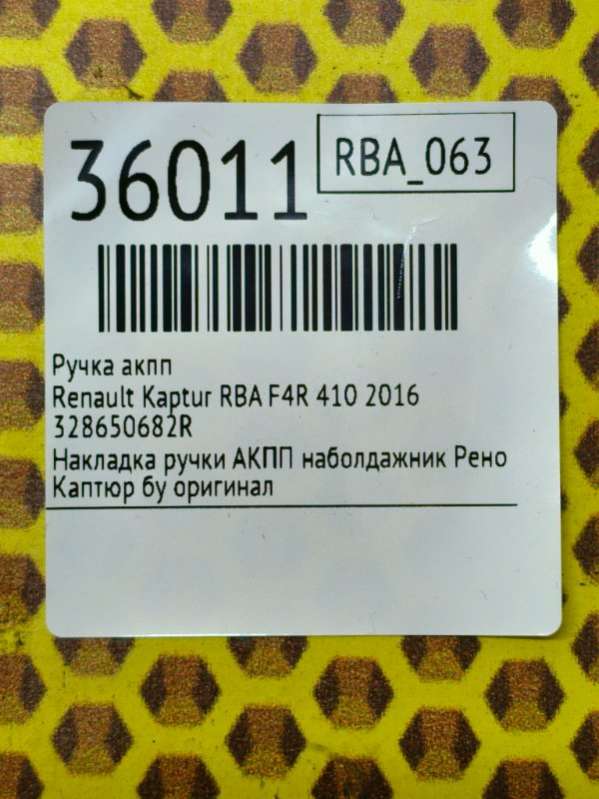 36011
RBA_063
Ручка акпп
Renault Kaptur RBA F4R 410 2016
328650682R
Накладка ручки АКПП наболдажник Рено
Каптюр бу оригинал